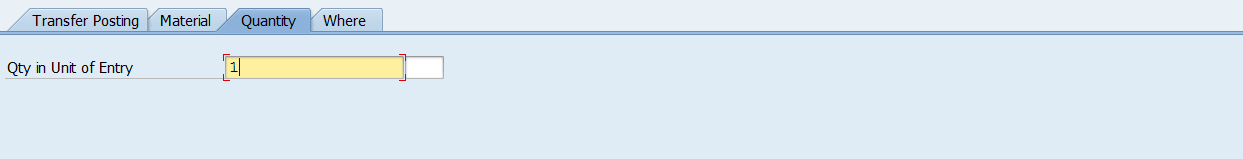 Transfer Posting Material Quantity Where
Qty in Unit of Entry 1